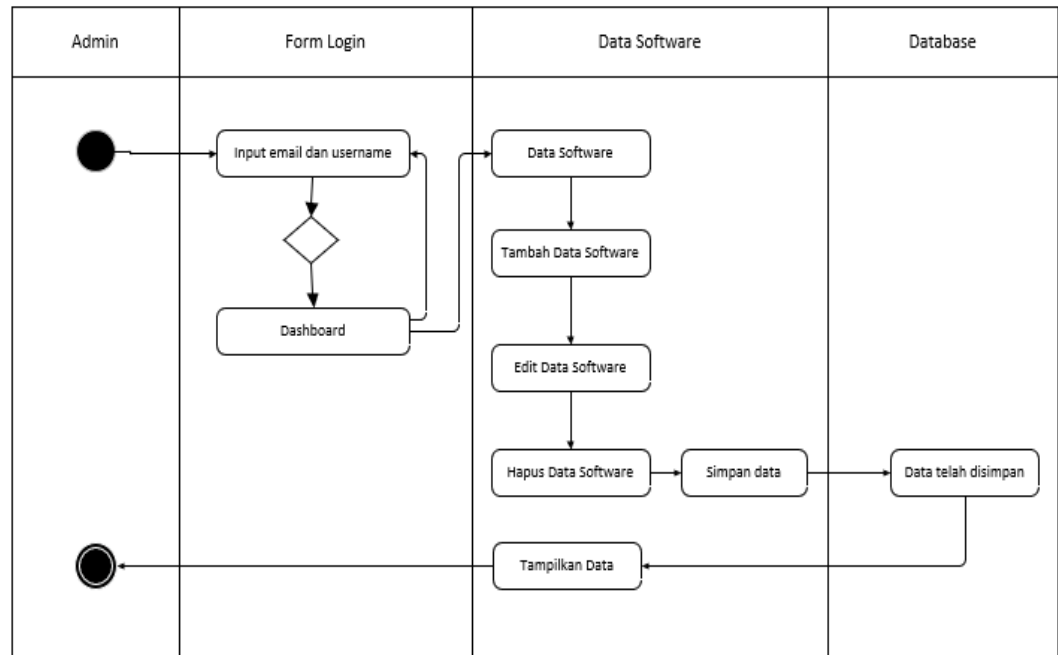 Admin
Form Login
Data Software
Database
Input email dan username
Data Software
Tambah Data Software
Dashboard
Edit Data Software
Hapus Data Software
Simpan data
Data telah disimpan
Tampilkan Data